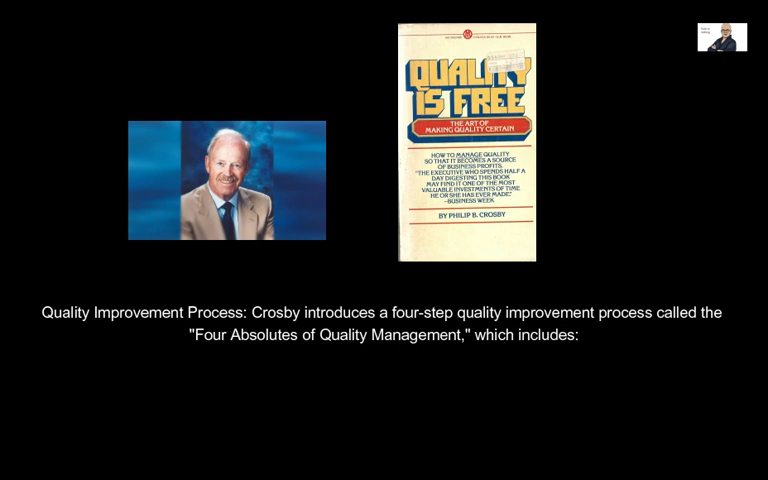 QUALITY
IS FREE
THE ART OF
MAKING QUALITY CERTAIN
HOW TO MANAGE QUALITY
SO THAT IT BECOMES A SOURCE
OF BUSINESS PROFITS.
"THE EXECUTIVE WHO SPENDS HALF A
DAY DIGESTING THIS BOOK
MAY FIND IT ONE OF THE MOST
VALUABLE INVESTMENTS OF TIME
HE OR SHE HAS EVER MADE."
—BUSINESS WEEK
BY PHILIP B. CROSBY
Quality Improvement Process: Crosby introduces a four-step quality improvement process called the
"Four Absolutes of Quality Management," which includes: